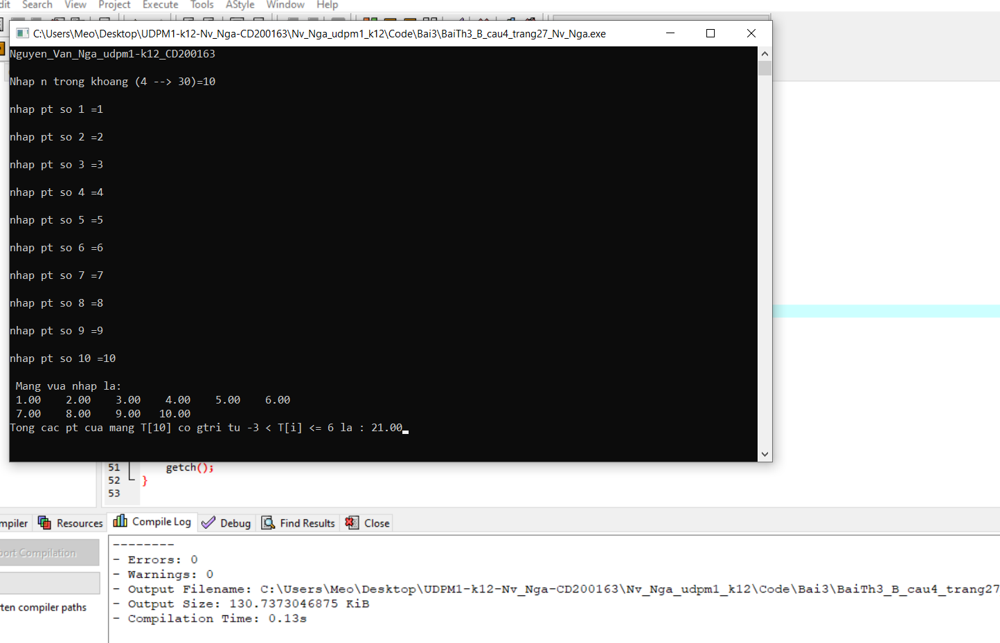 dit Search View Project Execute Tools AStyle Window Help
C:\Users\Meo\Desktop\UDPM1-k12-Nv_Nga-CD200163\Nv_Nga_udpm1_k12\Code\Bai3\BaiTh3_B_cau4_trang27_Nv_Nga.exe
Nguyen_Van_Nga_udpm1-k12_CD200163
Nhap n trong khoang (4 --> 30)=10
nhap pt so 1 =1
nhap pt so 2 =2
nhap pt so 3 =3
nhap pt so 4 =4
nhap pt so 5 =5
nhap pt so 6 =6
nhap pt so 7 =7
nhap pt so 8 =8
nhap pt so 9 =9
nhap pt so 10 =10
Mang vua nhap la:
1.00 2.00 3.00 4.00 5.00 6.00
7.00 8.00 9.00 10.00
Tong cac pt cua mang T[10] co gtri tu -3 < T[i] <= 6 la : 21.00
51 getch();
52 }
53
mpiler Resources Compile Log Debug Find Results Close
ort Compilation
ten compiler paths
--------
- Errors: 0
- Warnings: 0
- Output Filename: C:\Users\Meo\Desktop\UDPM1-k12-Nv_Nga-CD200163\Nv_Nga_udpm1_k12\Code\Bai3\BaiTh3_B_cau4_trang27
- Output Size: 130.7373046875 KiB
- Compilation Time: 0.13s